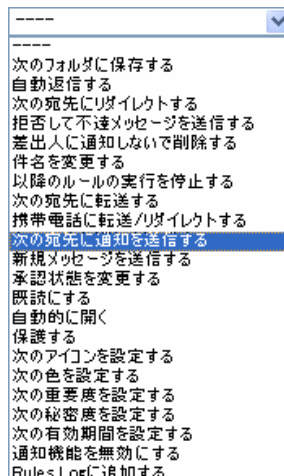 ----
----
次のフォルダに保存する
自動返信する
次の宛先にリダイレクトする
拒否して不達メッセージを送信する
差出人に通知しないで削除する
件名を変更する
以降のルールの実行を停止する
次の宛先に転送する
携帯電話に転送/リダイレクトする
次の宛先に通知を送信する
新規メッセージを送信する
承認状態を変更する
既読にする
自動的に開く
保護する
次のアイコンを設定する
次の色を設定する
次の重要度を設定する
次の秘密度を設定する
次の有効期間を設定する
通知機能を無効にする
Rules Logに追加する